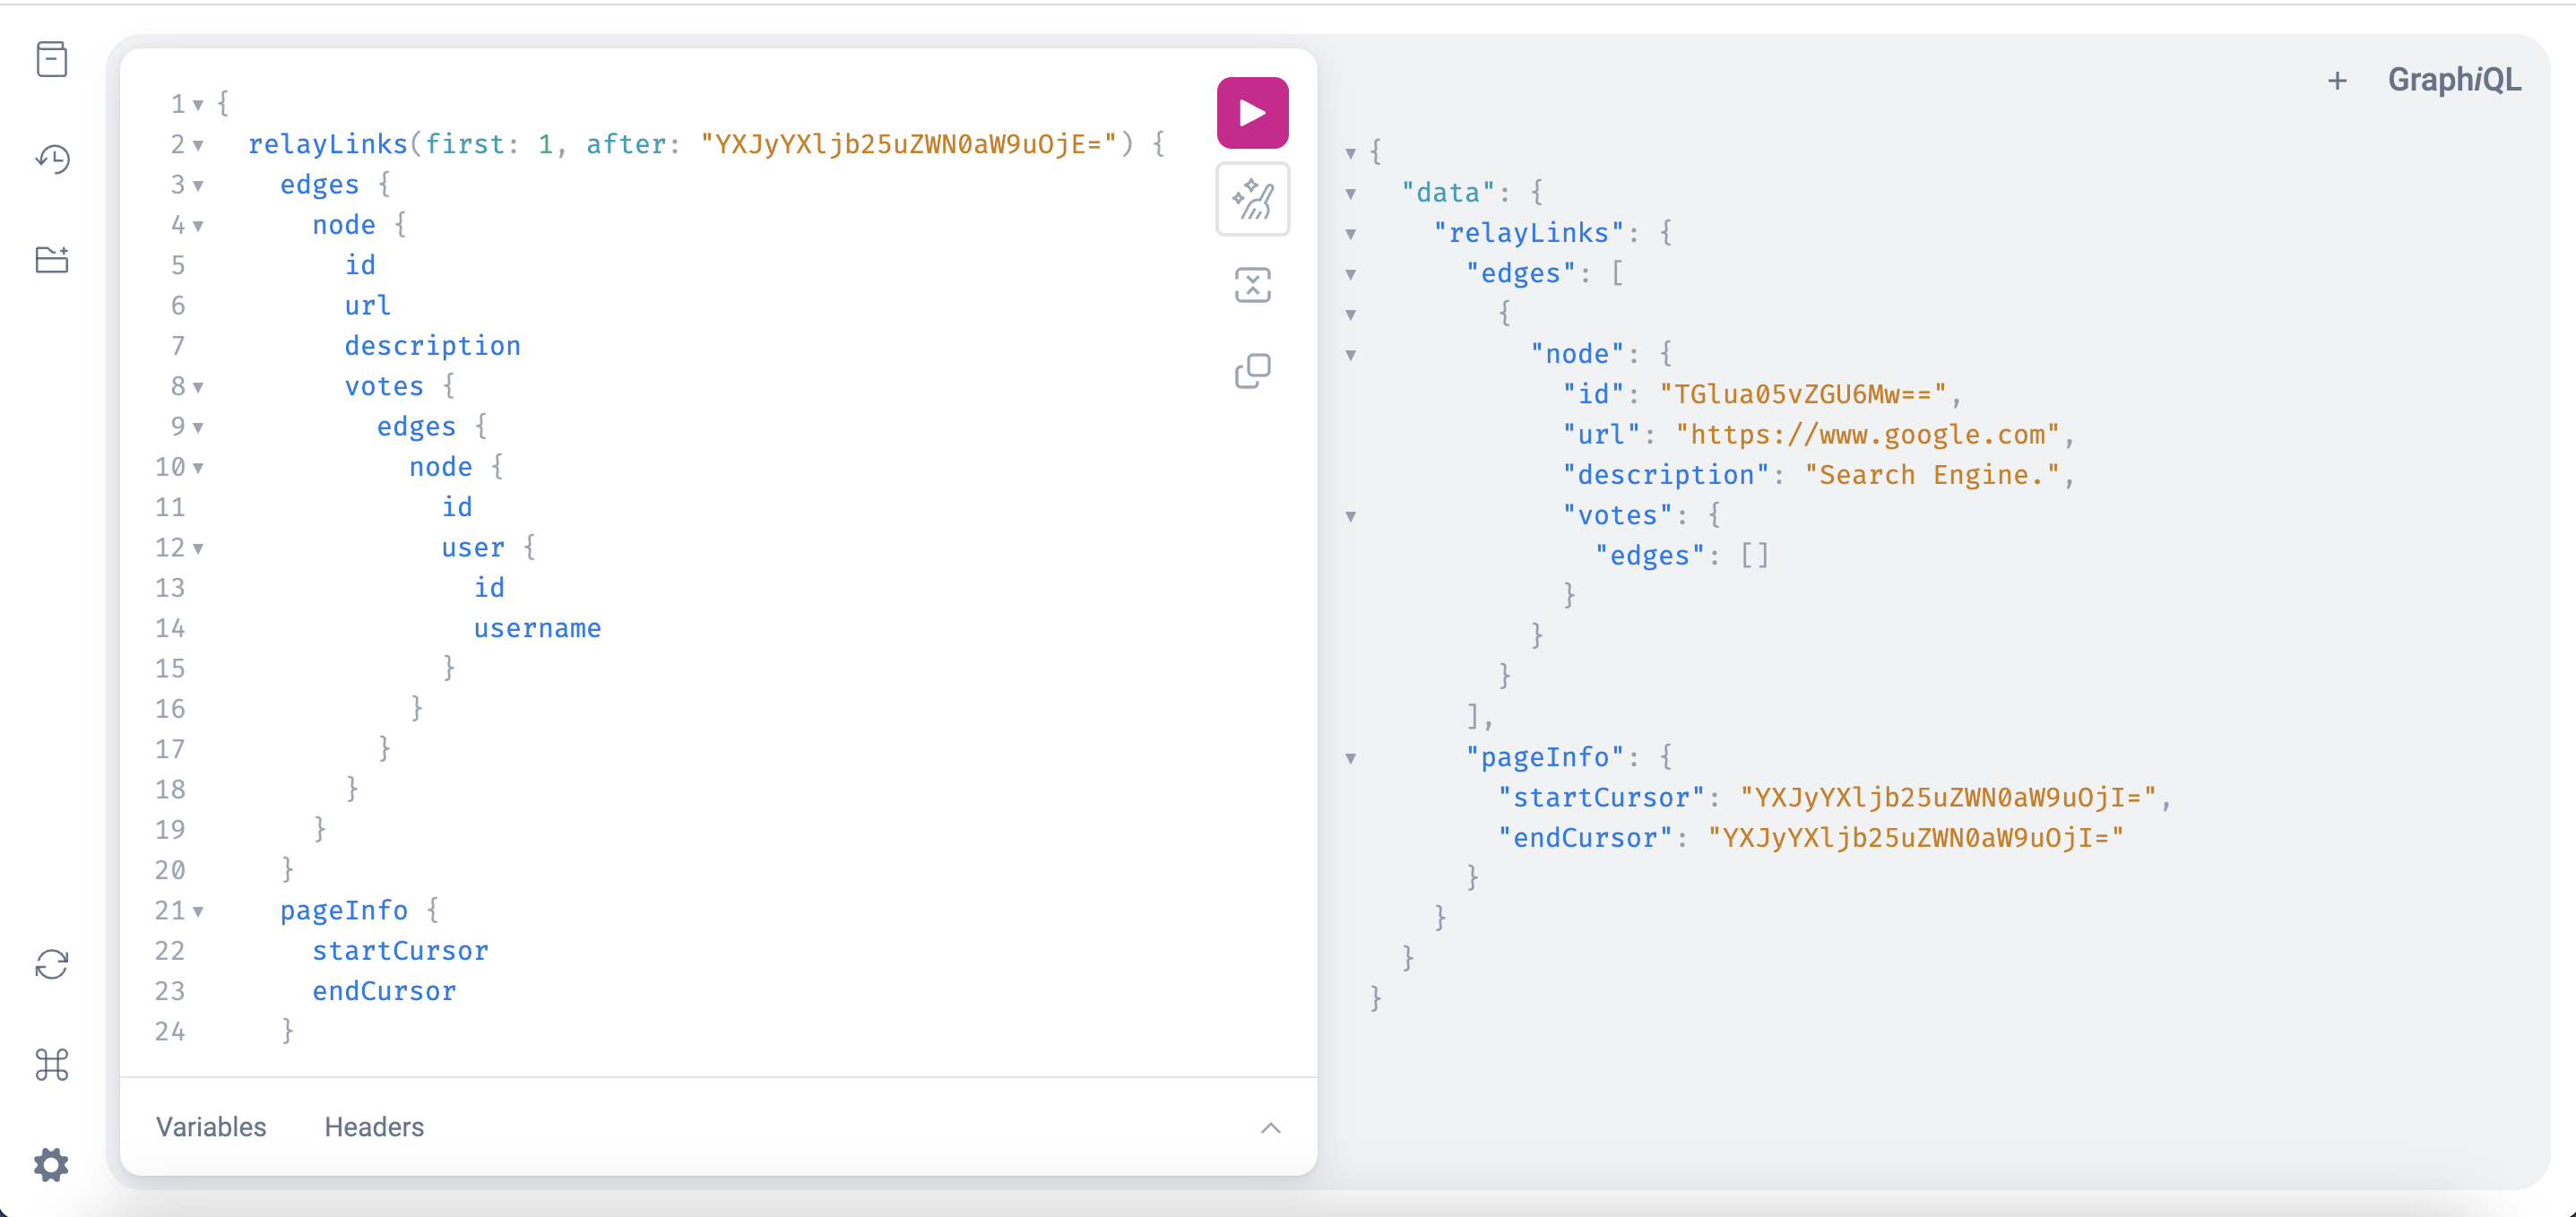 1 {
2 relayLinks(first: 1, after: "YXJyYXljb25uZWN0aW9uOjE=") {
3 edges {
4 node {
5 id
6 url
7 description
8 votes {
9 edges {
10 node {
11 id
12 user {
13 id
14 username
15 }
16 }
17 }
18 }
19 }
20 }
21 pageInfo {
22 startCursor
23 endCursor
24 }
Variables Headers
+ GraphiQL
{
"data": {
"relayLinks": {
"edges": [
{
"node": {
"id": "TGlua05vZGU6Mw==",
"url": "https://www.google.com",
"description": "Search Engine.",
"votes": {
"edges": []
}
}
}
],
"pageInfo": {
"startCursor": "YXJyYXljb25uZWN0aW9uOjI=",
"endCursor": "YXJyYXljb25uZWN0aW9uOjI="
}
}
}
}